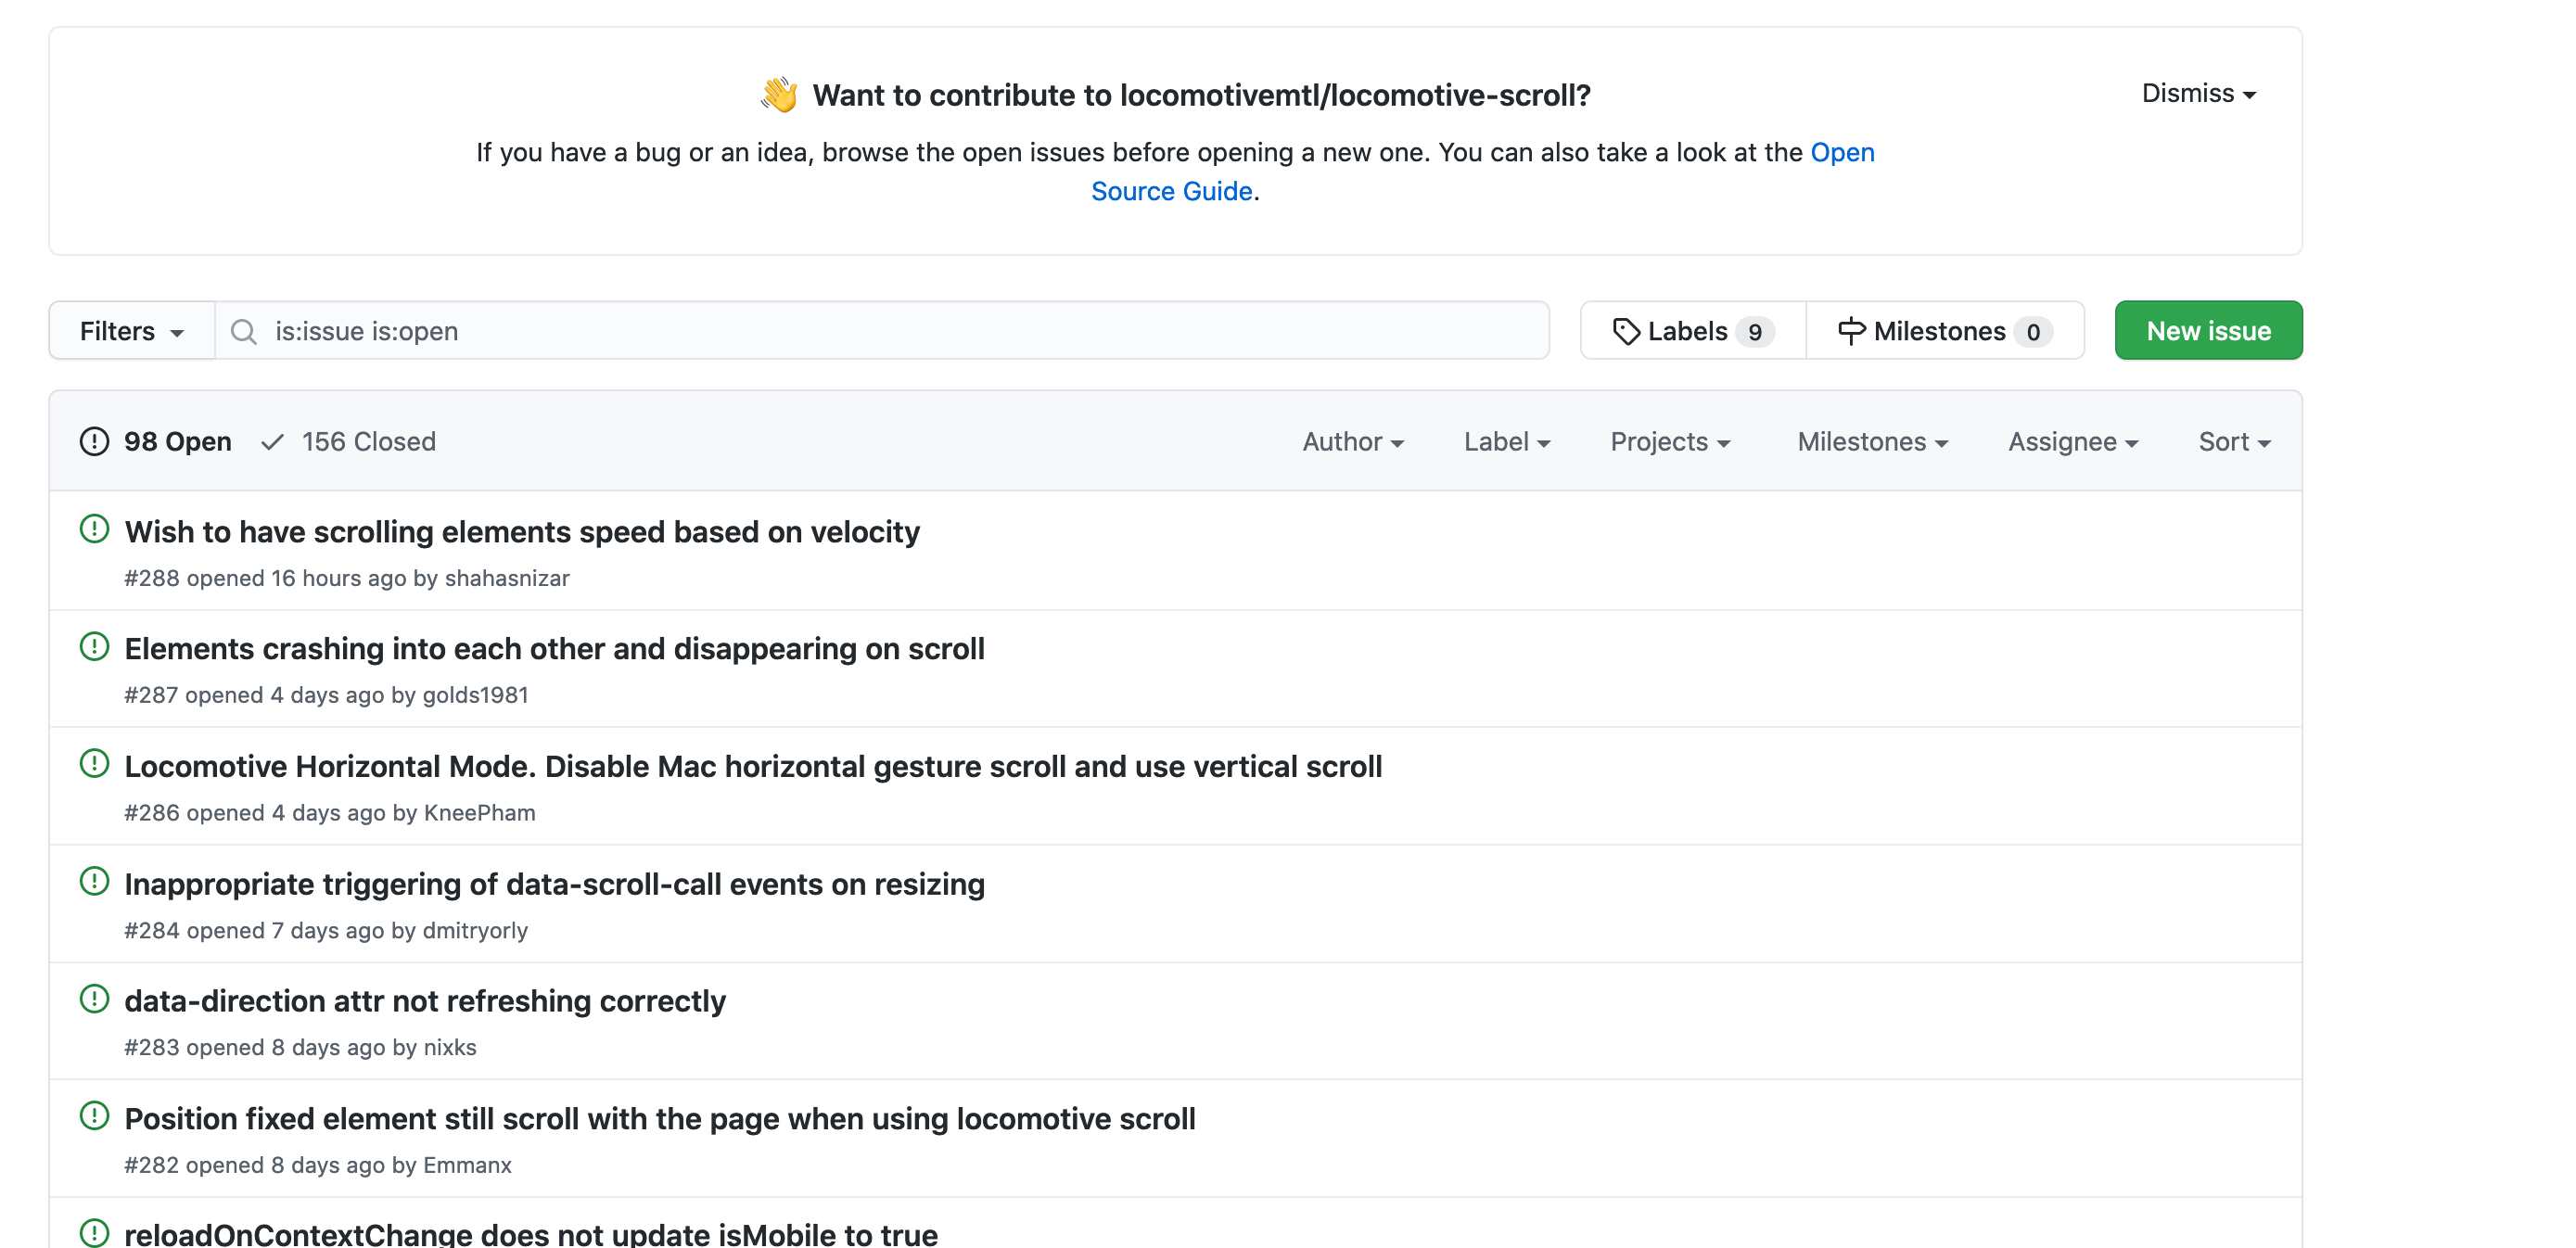 👋 Want to contribute to locomotivemtl/locomotive-scroll?
Dismiss
If you have a bug or an idea, browse the open issues before opening a new one. You can also take a look at the Open
Source Guide.
Filters
is:issue is:open
Labels 9
Milestones 0
New issue
98 Open
156 Closed
Author
Label
Projects
Milestones
Assignee
Sort
Wish to have scrolling elements speed based on velocity
#288 opened 16 hours ago by shahasnizar
Elements crashing into each other and disappearing on scroll
#287 opened 4 days ago by golds1981
Locomotive Horizontal Mode. Disable Mac horizontal gesture scroll and use vertical scroll
#286 opened 4 days ago by KneePham
Inappropriate triggering of data-scroll-call events on resizing
#284 opened 7 days ago by dmitryorly
data-direction attr not refreshing correctly
#283 opened 8 days ago by nixks
Position fixed element still scroll with the page when using locomotive scroll
#282 opened 8 days ago by Emmanx
reloadOnContextChange does not update isMobile to true